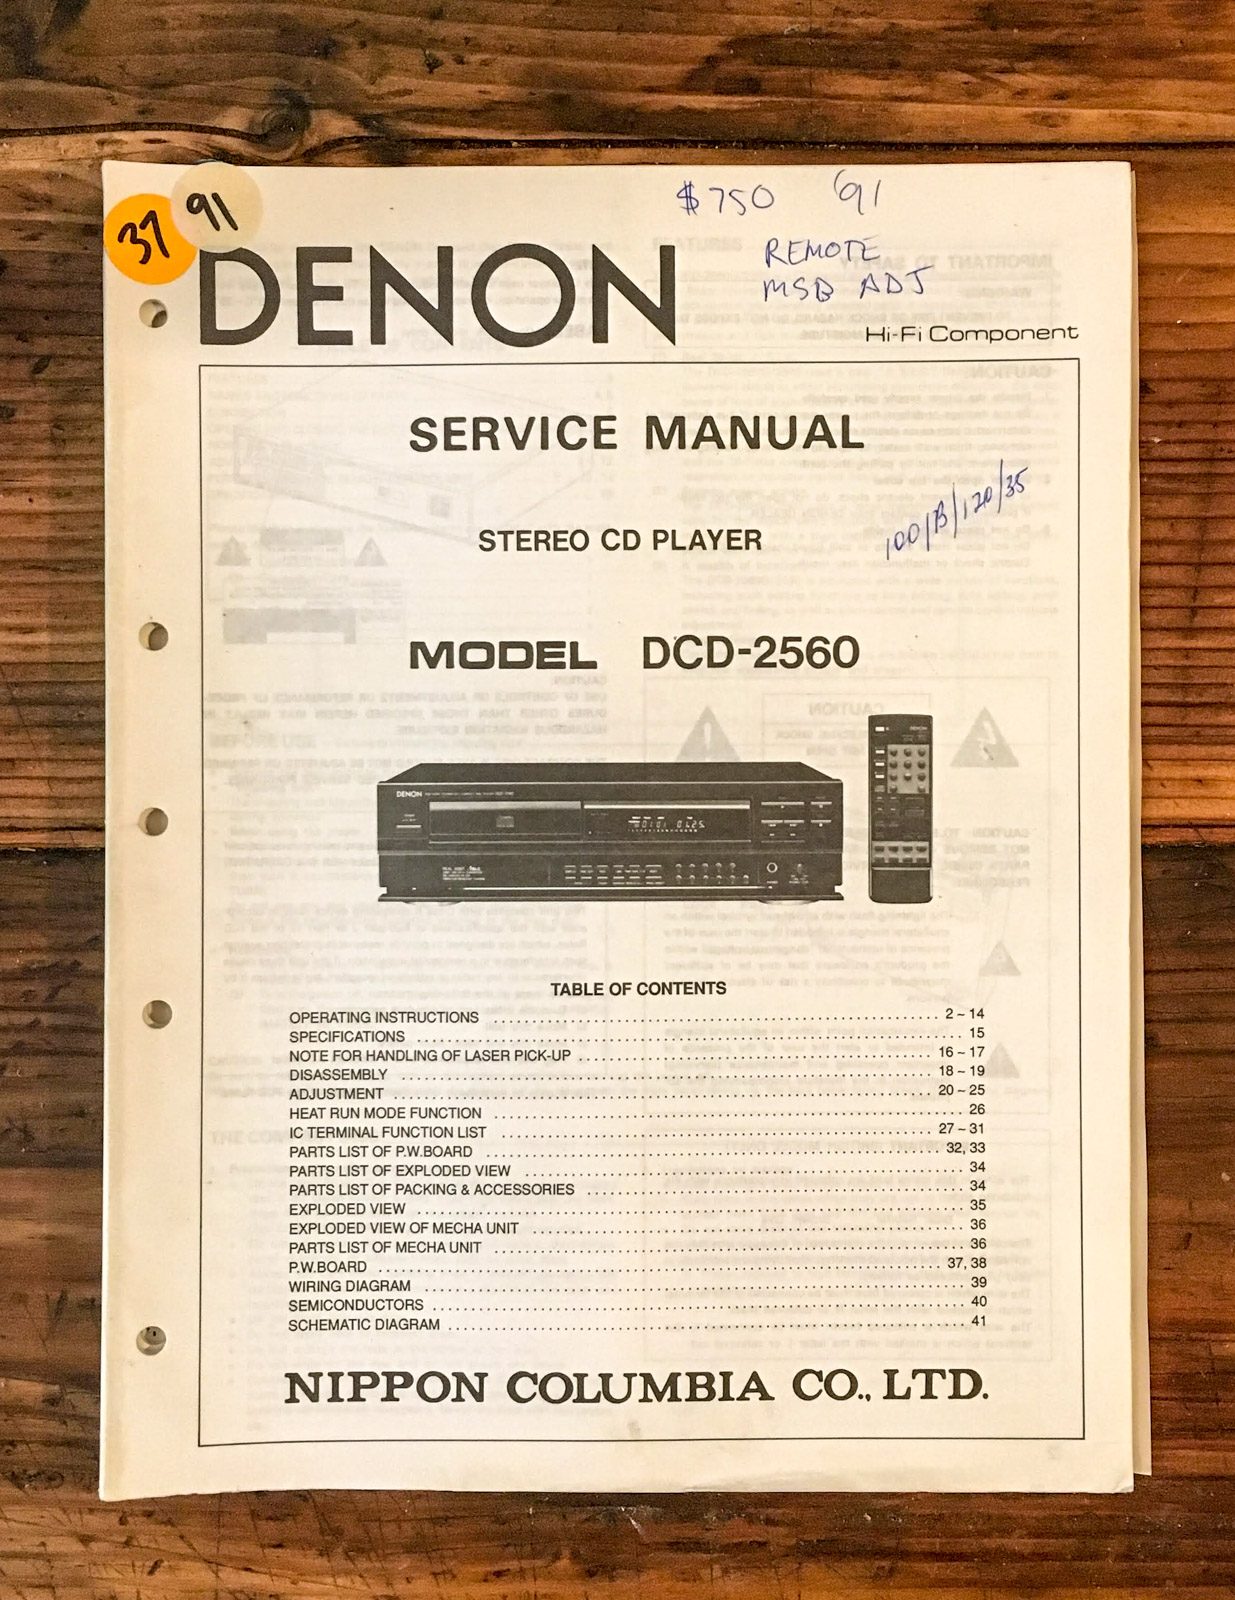 37
91
$750 '91
REMOTE
MSB ADJ
DENON
Hi-Fi Component
SERVICE MANUAL
100/B/120/35
STEREO CD PLAYER
MODEL DCD-2560
DENON
DENON
TABLE OF CONTENTS
OPERATING INSTRUCTIONS 2 ~ 14
SPECIFICATIONS 15
NOTE FOR HANDLING OF LASER PICK-UP 16 ~ 17
DISASSEMBLY 18 ~ 19
ADJUSTMENT 20 ~ 25
HEAT RUN MODE FUNCTION 26
IC TERMINAL FUNCTION LIST 27 ~ 31
PARTS LIST OF P.W.BOARD 32, 33
PARTS LIST OF EXPLODED VIEW 34
PARTS LIST OF PACKING & ACCESSORIES 34
EXPLODED VIEW 35
EXPLODED VIEW OF MECHA UNIT 36
PARTS LIST OF MECHA UNIT 36
P.W.BOARD 37, 38
WIRING DIAGRAM 39
SEMICONDUCTORS 40
SCHEMATIC DIAGRAM 41
NIPPON COLUMBIA CO., LTD.